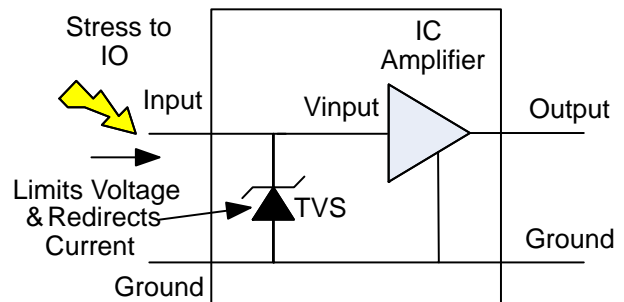 Stress to
IO
IC
Amplifier
Input
Vinput
Output
Limits Voltage
& Redirects
Current
TVS
Ground
Ground